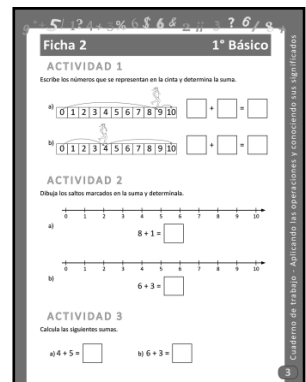 Ficha 2
1° Básico
ACTIVIDAD 1
Escribe los números que se representan en la cinta y determina la suma.
a) 0 1 2 3 4 5 6 7 8 9 10 + =
b) 0 1 2 3 4 5 6 7 8 9 10 + =
ACTIVIDAD 2
Dibuja los saltos marcados en la suma y determínala.
0 1 2 3 4 5 6 7 8 9 10
a)
8 + 1 =
0 1 2 3 4 5 6 7 8 9 10
b)
6 + 3 =
ACTIVIDAD 3
Calcula las siguientes sumas.
a) 4 + 5 = b) 6 + 3 =
Cuaderno de trabajo - Aplicando las operaciones y conociendo sus significados
3